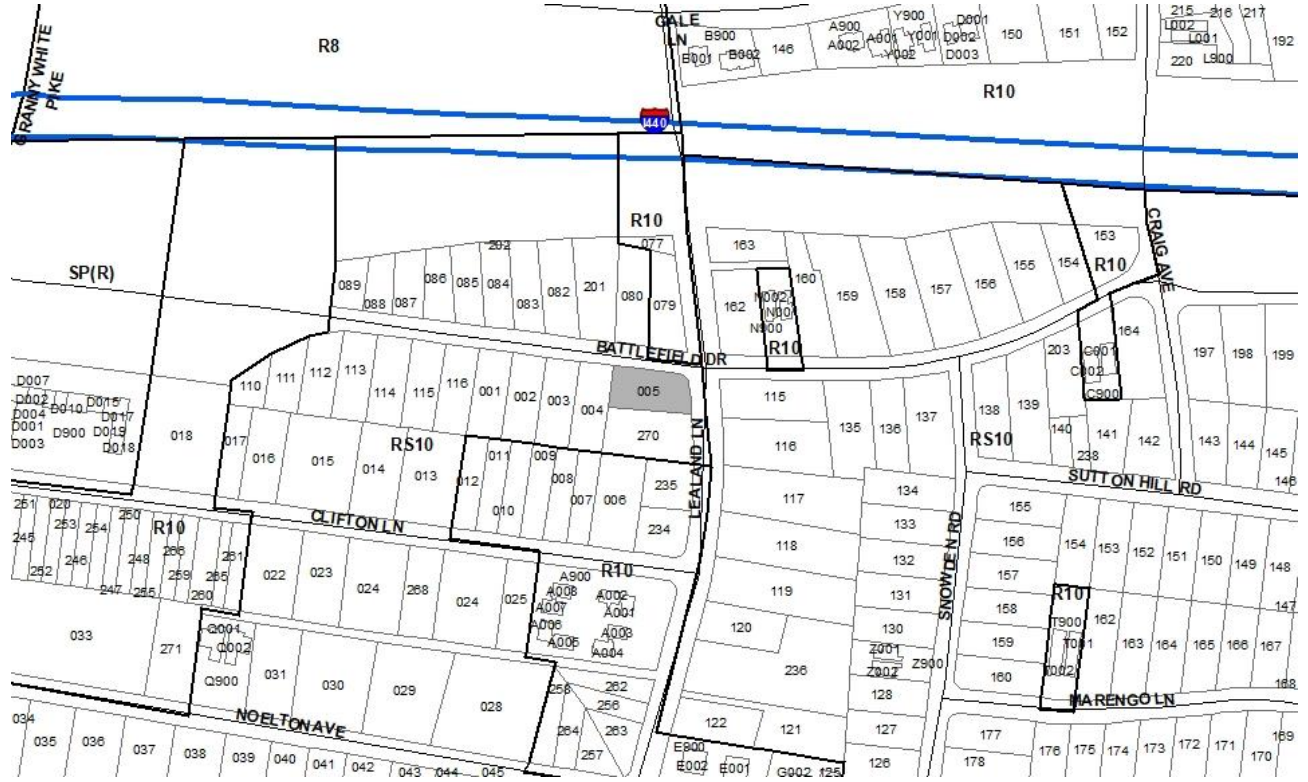 GRANNY WHITE
PIKE
R8
GALE
LN
B900
B001
B002
146
A900
A002
A001
Y900
Y001
Y002
D001
D002
D003
150
151
152
215
216
217
L002
L001
L900
220
192
R10
I440
R10
077
163
153
CRAIG AVE
R10
SP(R)
089
088
087
086
085
202
084
083
082
201
080
079
162
N002
N900
160
R10
159
158
157
156
155
154
BATTLEFIELD DR
203
C001
C002
C900
164
197
198
199
110
111
112
113
114
115
116
001
002
003
004
005
270
LEALAND LN
115
116
135
136
137
138
139
RS10
140
238
141
142
143
144
145
146
D007
D002
D004
D001
D003
D010
D900
D015
D017
D013
D018
018
017
016
015
014
RS10
013
012
011
010
009
008
007
006
235
234
SUTTON HILL RD
CLIFTON LN
117
118
119
120
236
134
133
132
131
130
Z001
Z002
Z900
128
127
126
SNOWDEN RD
155
156
157
158
159
160
154
153
152
151
150
149
148
147
R10
T900
T001
T002
162
163
164
165
166
167
168
MARENGO LN
251
245
252
020
253
246
254
247
250
248
255
R10
266
259
265
260
261
022
023
024
268
024
025
R10
A900
A008
A007
A006
A005
A002
A001
A003
A004
033
271
Q001
Q002
Q900
031
030
029
028
258
262
256
263
264
257
NOELTON AVE
034
035
036
037
038
039
040
041
042
043
044
045
122
121
E900
E002
E001
G002
125
177
178
176
175
174
173
172
171
170
169